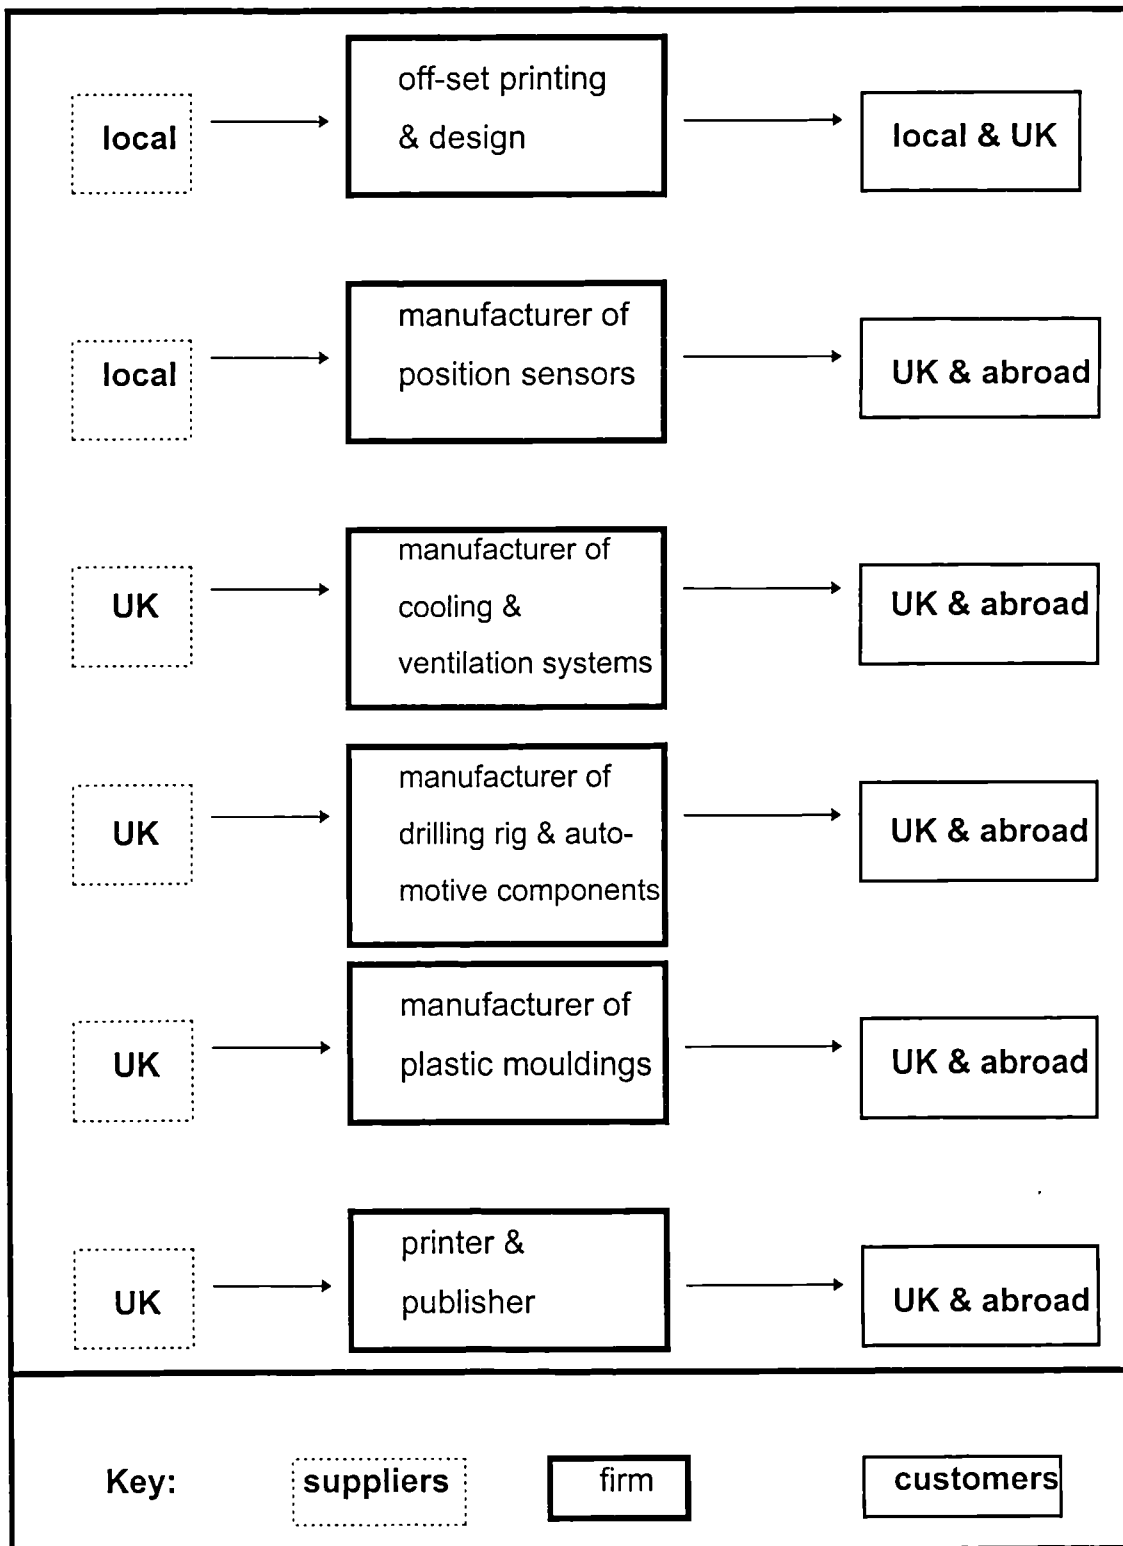 off-set printing
& design
local
local & UK
manufacturer of
position sensors
local
UK & abroad
manufacturer of
cooling &
ventilation systems
UK
UK & abroad
manufacturer of
drilling rig & auto-
motive components
UK
UK & abroad
manufacturer of
plastic mouldings
UK
UK & abroad
printer &
publisher
UK
UK & abroad
Key:
suppliers
firm
customers